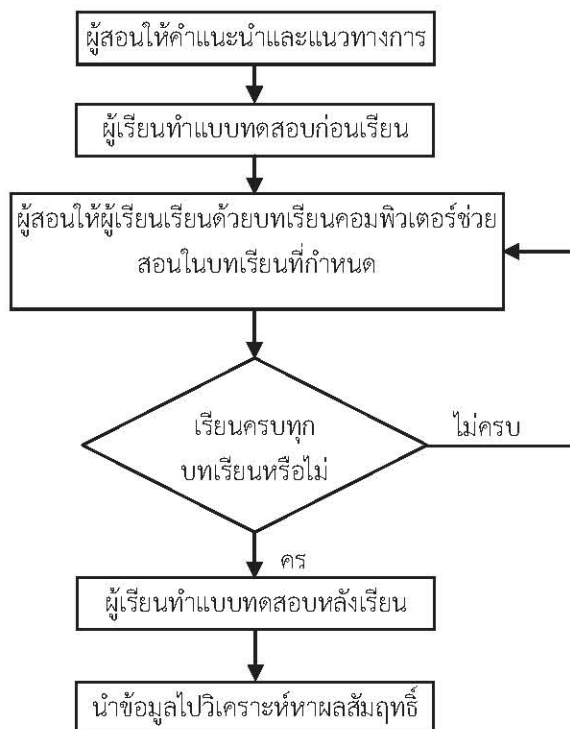 ผู้สอนให้คำแนะนำและแนวทางการ
ผู้เรียนทำแบบทดสอบก่อนเรียน
ผู้สอนให้ผู้เรียนเรียนด้วยบทเรียนคอมพิวเตอร์ช่วย
สอนในบทเรียนที่กำหนด
เรียนครบทุก
บทเรียนหรือไม่
ไม่ครบ
คร
ผู้เรียนทำแบบทดสอบหลังเรียน
นำข้อมูลไปวิเคราะห์หาผลสัมฤทธิ์